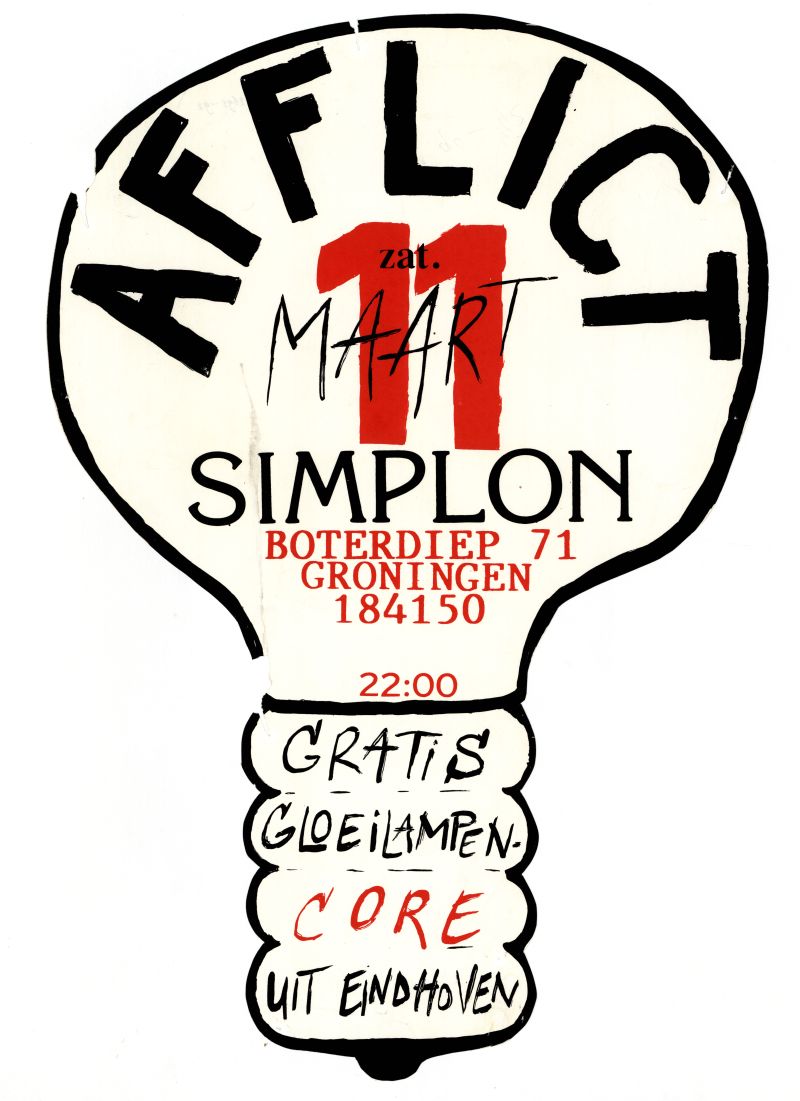 AFFLICT
zat.
11
MAART
SIMPLON
BOTERDIEP 71
GRONINGEN
184150
22:00
GRATiS
GLOEiLAMPEN-
CORE
UIT EINDHOVEN